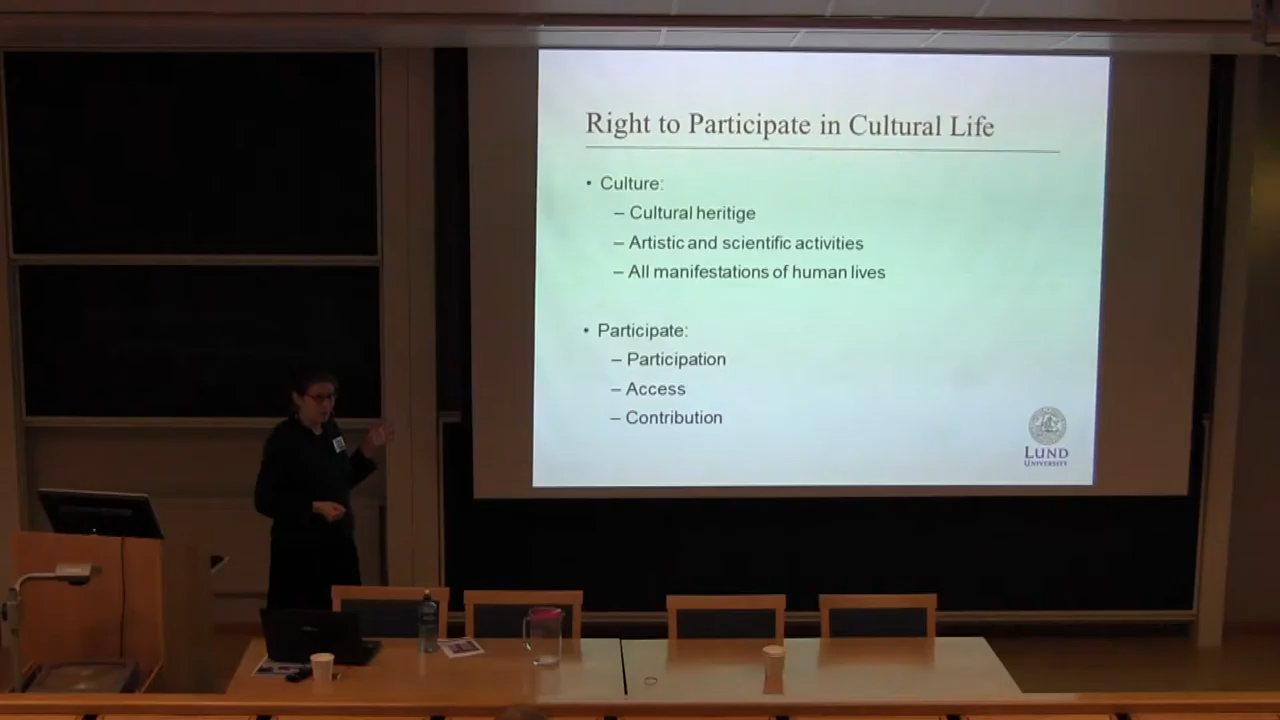 Right to Participate in Cultural Life
• Culture:
– Cultural heritige
– Artistic and scientific activities
– All manifestations of human lives
• Participate:
– Participation
– Access
– Contribution
LUND
UNIVERSITY